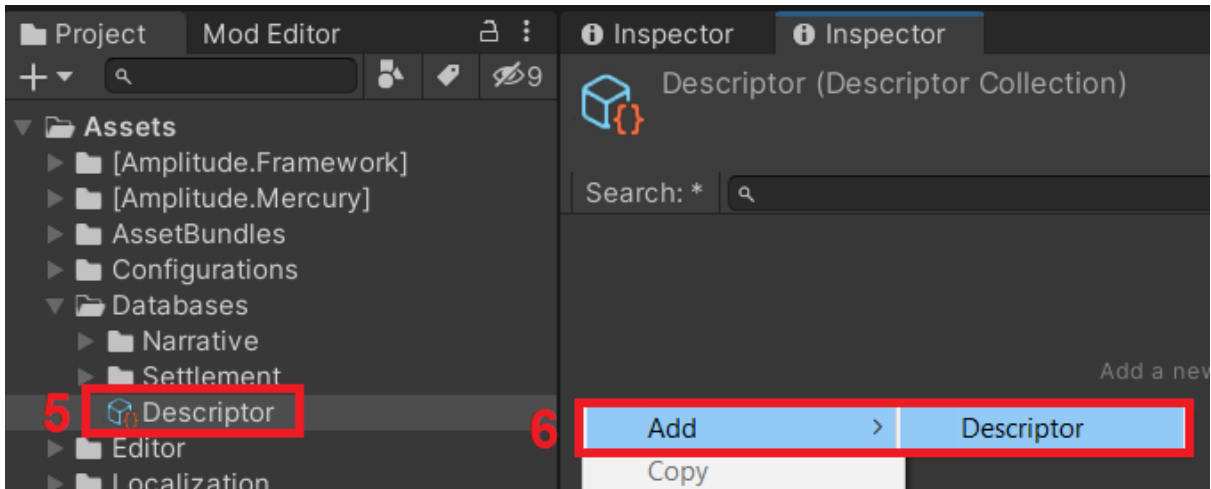 Project
Mod Editor
9
Assets
[Amplitude.Framework]
[Amplitude.Mercury]
AssetBundles
Configurations
Databases
Narrative
Settlement
5
Descriptor
Editor
Localization
Inspector
Inspector
Descriptor (Descriptor Collection)
Search: *
Add a new
6
Add > Descriptor
Copy